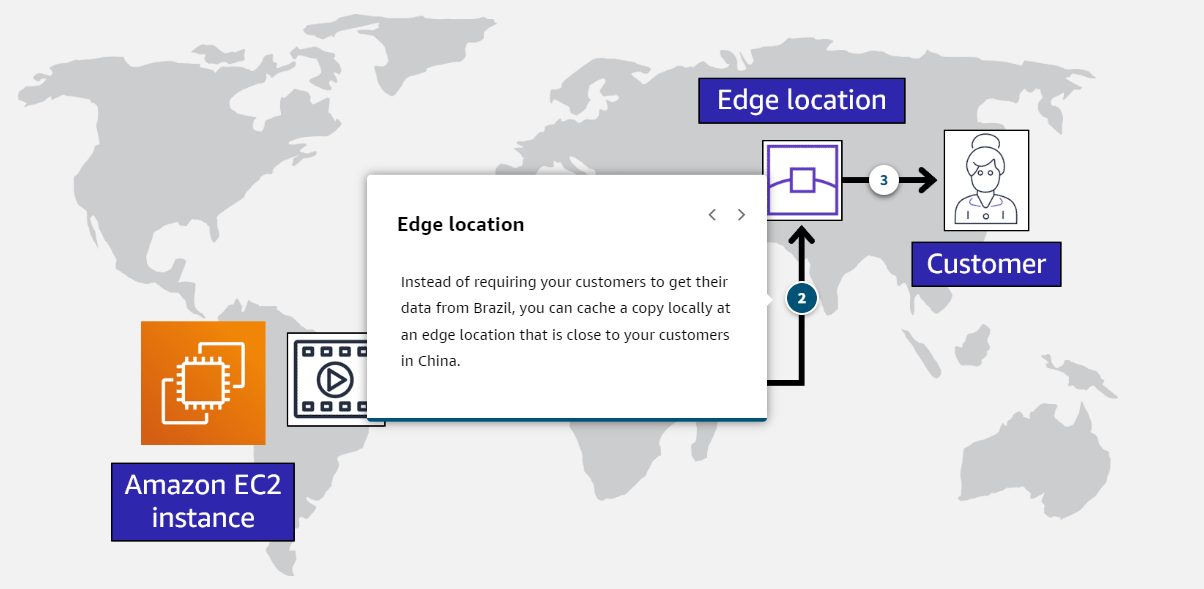 Edge location
3
Customer
Edge location
Instead of requiring your customers to get their
data from Brazil, you can cache a copy locally at
an edge location that is close to your customers
in China.
2
Amazon EC2
instance